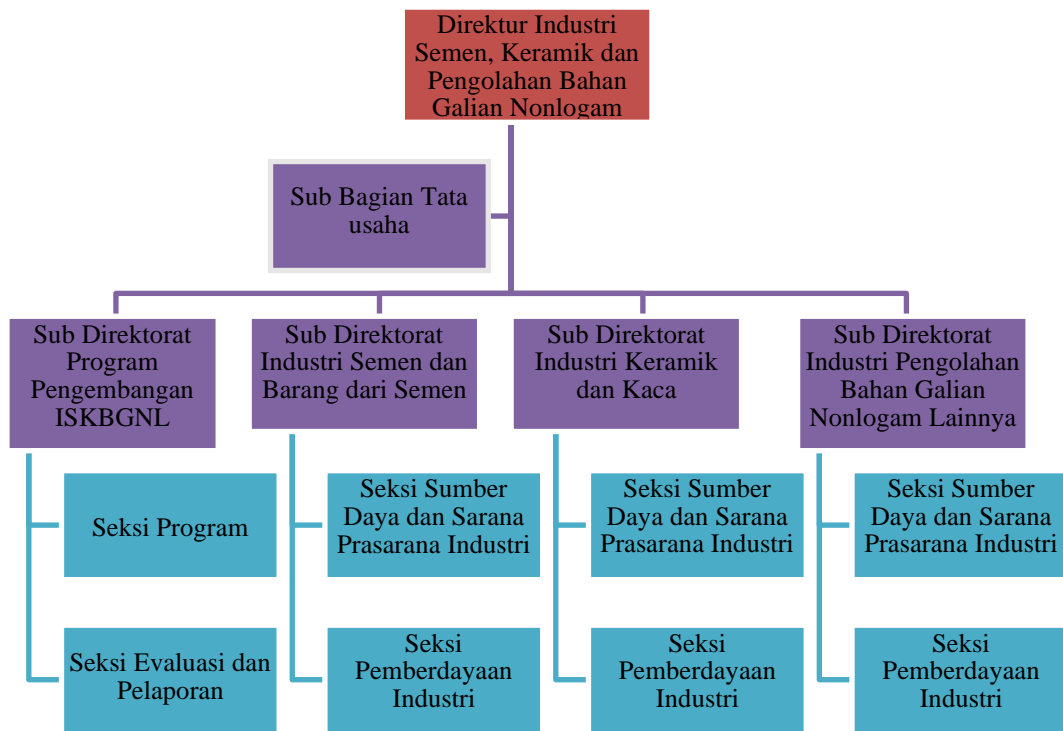 Direktur Industri
Semen, Keramik dan
Pengolahan Bahan
Galian Nonlogam
Sub Bagian Tata
usaha
Sub Direktorat
Program
Pengembangan
ISKBGNL
Sub Direktorat
Industri Semen dan
Barang dari Semen
Sub Direktorat
Industri Keramik
dan Kaca
Sub Direktorat
Industri Pengolahan
Bahan Galian
Nonlogam Lainnya
Seksi Program
Seksi Sumber
Daya dan Sarana
Prasarana Industri
Seksi Sumber
Daya dan Sarana
Prasarana Industri
Seksi Sumber
Daya dan Sarana
Prasarana Industri
Seksi Evaluasi dan
Pelaporan
Seksi
Pemberdayaan
Industri
Seksi
Pemberdayaan
Industri
Seksi
Pemberdayaan
Industri